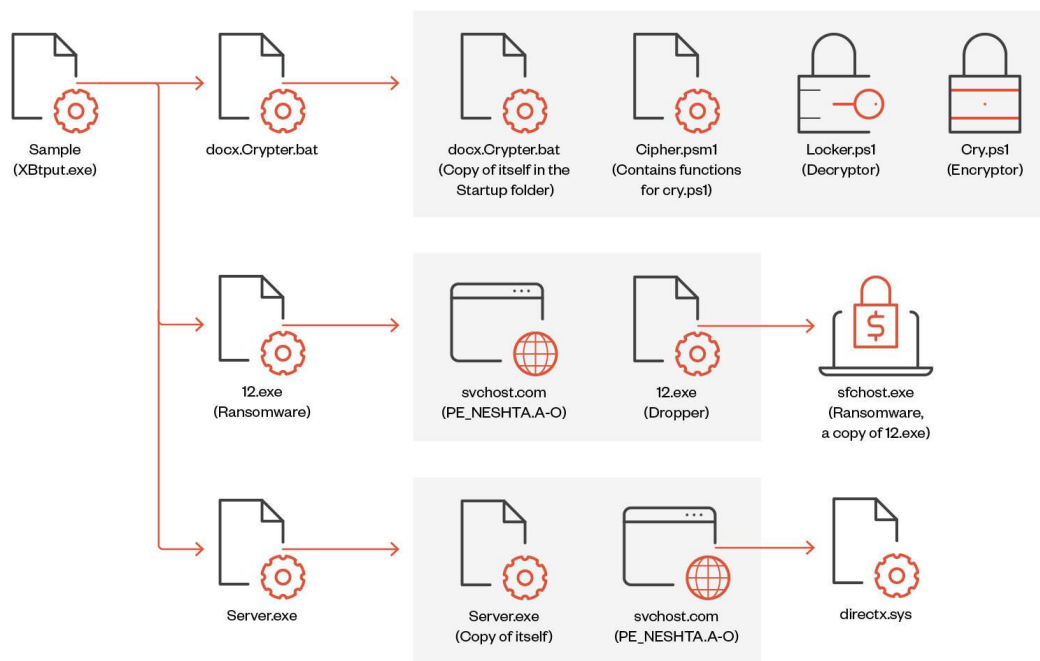 Sample
(XBtput.exe)
docx.Crypter.bat
docx.Crypter.bat
(Copy of itself in the
Startup folder)
Cipher.psm1
(Contains functions
for cry.ps1)
Locker.ps1
(Decryptor)
Cry.ps1
(Encryptor)
12.exe
(Ransomware)
svchost.com
(PE_NESHTA.A-O)
12.exe
(Dropper)
$
sfchost.exe
(Ransomware,
a copy of 12.exe)
Server.exe
Server.exe
(Copy of itself)
svchost.com
(PE_NESHTA.A-O)
directx.sys